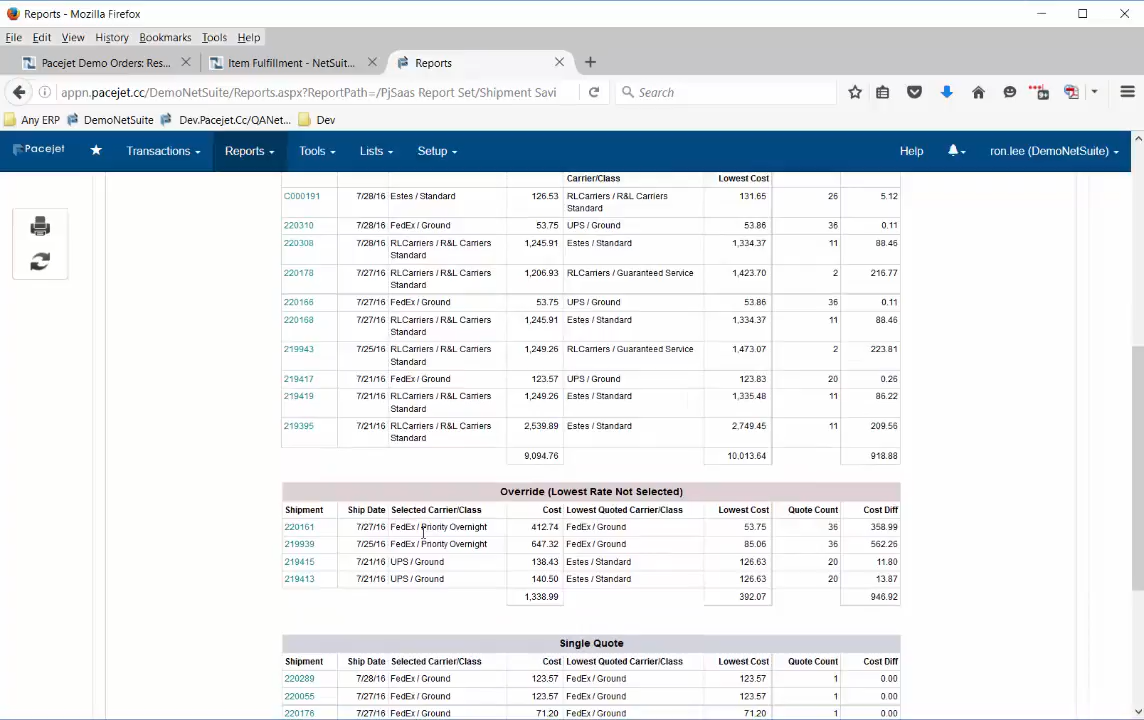 Reports - Mozilla Firefox
File Edit View History Bookmarks Tools Help
Pacejet Demo Orders: Res... Item Fulfillment - NetSuit... Reports
appn.pacejet.cc/DemoNetSuite/Reports.aspx?ReportPath=/PjSaas Report Set/Shipment Savi Search
Any ERP DemoNetSuite Dev.Pacejet.Cc/QANet... Dev
Pacejet Transactions Reports Tools Lists Setup Help ron.lee (DemoNetSuite)
Carrier/Class Lowest Cost
C000191 7/28/16 Estes / Standard 126.53 RLCarriers / R&L Carriers 131.65 26 5.12
Standard
220310 7/28/16 FedEx / Ground 53.75 UPS / Ground 53.86 36 0.11
220308 7/28/16 RLCarriers / R&L Carriers 1,245.91 Estes / Standard 1,334.37 11 88.46
Standard
220178 7/27/16 RLCarriers / R&L Carriers 1,206.93 RLCarriers / Guaranteed Service 1,423.70 2 216.77
Standard
220166 7/27/16 FedEx / Ground 53.75 UPS / Ground 53.86 36 0.11
220168 7/27/16 RLCarriers / R&L Carriers 1,245.91 Estes / Standard 1,334.37 11 88.46
Standard
219943 7/25/16 RLCarriers / R&L Carriers 1,249.26 RLCarriers / Guaranteed Service 1,473.07 2 223.81
Standard
219417 7/21/16 FedEx / Ground 123.57 UPS / Ground 123.83 20 0.26
219419 7/21/16 RLCarriers / R&L Carriers 1,249.26 Estes / Standard 1,335.48 11 86.22
Standard
219395 7/21/16 RLCarriers / R&L Carriers 2,539.89 Estes / Standard 2,749.45 11 209.56
Standard
9,094.76 10,013.64 918.88
Override (Lowest Rate Not Selected)
Shipment Ship Date Selected Carrier/Class Cost Lowest Quoted Carrier/Class Lowest Cost Quote Count Cost Diff
220161 7/27/16 FedEx / Priority Overnight 412.74 FedEx / Ground 53.75 36 358.99
219939 7/25/16 FedEx / Priority Overnight 647.32 FedEx / Ground 85.06 36 562.26
219415 7/21/16 UPS / Ground 138.43 Estes / Standard 126.63 20 11.80
219413 7/21/16 UPS / Ground 140.50 Estes / Standard 126.63 20 13.87
1,338.99 392.07 946.92
Single Quote
Shipment Ship Date Selected Carrier/Class Cost Lowest Quoted Carrier/Class Lowest Cost Quote Count Cost Diff
220289 7/28/16 FedEx / Ground 123.57 FedEx / Ground 123.57 1 0.00
220055 7/27/16 FedEx / Ground 123.57 FedEx / Ground 123.57 1 0.00
220176 7/27/16 FedEx / Ground 71.20 FedEx / Ground 71.20 1 0.00